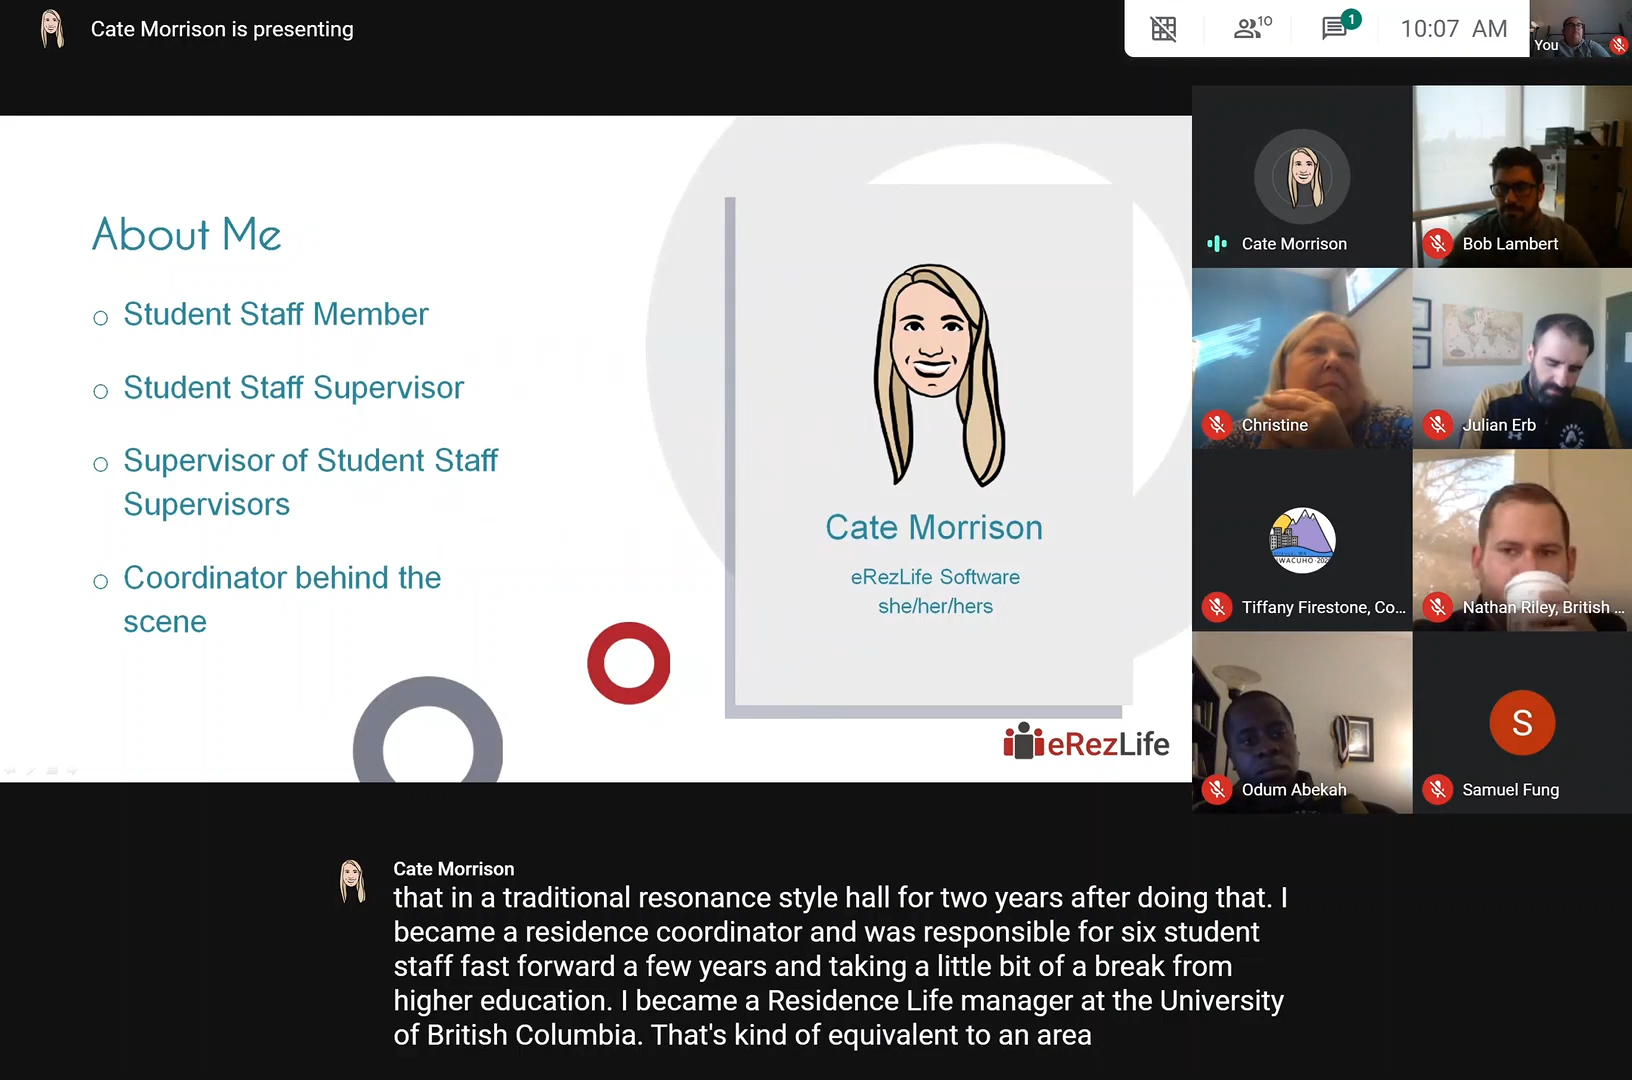 Cate Morrison is presenting
10
1
10:07 AM
You
About Me
Student Staff Member
Student Staff Supervisor
Supervisor of Student Staff
Supervisors
Coordinator behind the
scene
Cate Morrison
eRezLife Software
she/her/hers
eRezLife
Cate Morrison
Bob Lambert
Christine
Julian Erb
Tiffany Firestone, Co...
Nathan Riley, British ...
Odum Abekah
S
Samuel Fung
Cate Morrison
that in a traditional resonance style hall for two years after doing that. I
became a residence coordinator and was responsible for six student
staff fast forward a few years and taking a little bit of a break from
higher education. I became a Residence Life manager at the University
of British Columbia. That's kind of equivalent to an area